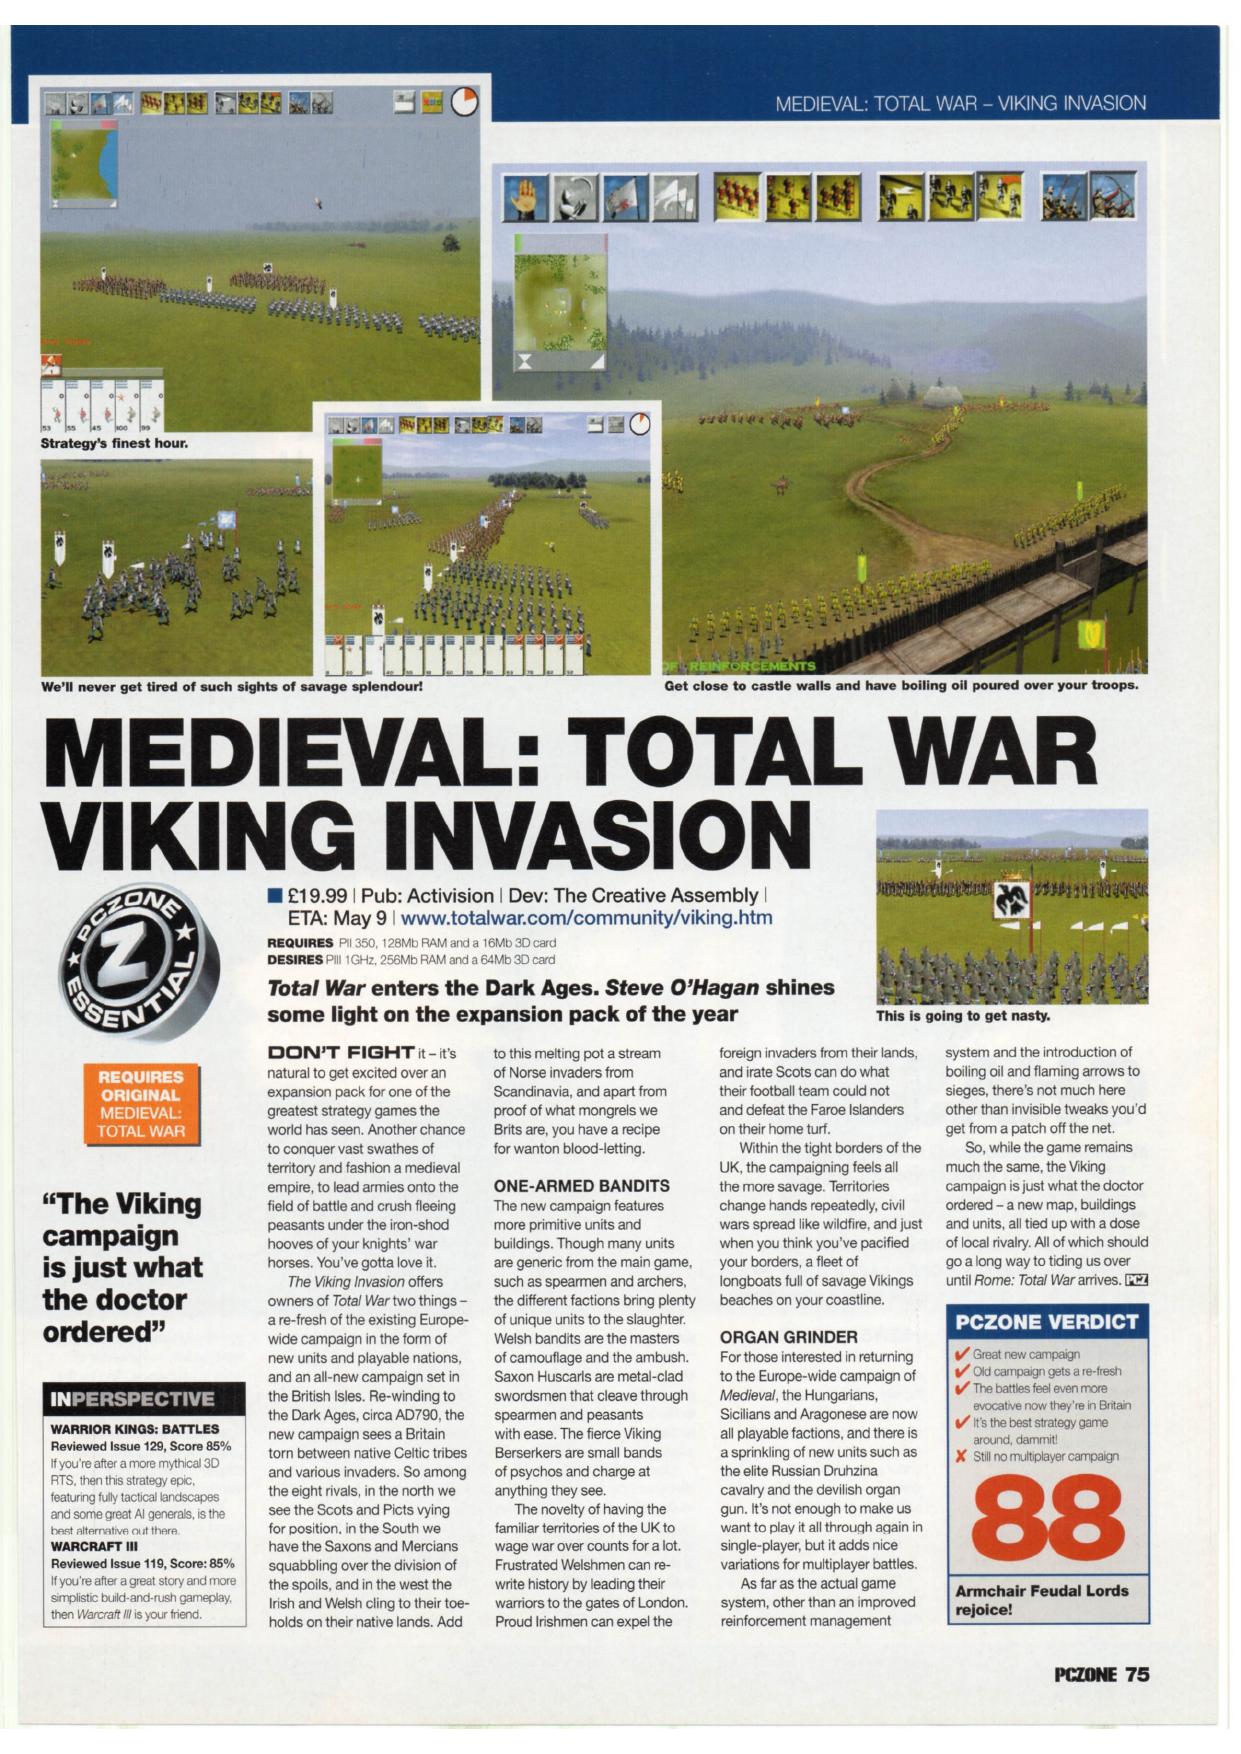 MEDIEVAL: TOTAL WAR – VIKING INVASION
Strategy's finest hour.
OF REINFORCEMENTS
We'll never get tired of such sights of savage splendour!
Get close to castle walls and have boiling oil poured over your troops.
MEDIEVAL: TOTAL WAR
VIKING INVASION
PCZONE
Z
ESSENTIAL
■ £19.99 | Pub: Activision | Dev: The Creative Assembly |
ETA: May 9 | www.totalwar.com/community/viking.htm
REQUIRES PII 350, 128Mb RAM and a 16Mb 3D card
DESIRES PIII 1GHz, 256Mb RAM and a 64Mb 3D card
Total War enters the Dark Ages. Steve O'Hagan shines
some light on the expansion pack of the year
This is going to get nasty.
REQUIRES
ORIGINAL
MEDIEVAL:
TOTAL WAR
"The Viking
campaign
is just what
the doctor
ordered"
INPERSPECTIVE
WARRIOR KINGS: BATTLES
Reviewed Issue 129, Score 85%
If you're after a more mythical 3D
RTS, then this strategy epic,
featuring fully tactical landscapes
and some great AI generals, is the
best alternative out there.
WARCRAFT III
Reviewed Issue 119, Score: 85%
If you're after a great story and more
simplistic build-and-rush gameplay,
then Warcraft III is your friend.
DON'T FIGHT it – it's
natural to get excited over an
expansion pack for one of the
greatest strategy games the
world has seen. Another chance
to conquer vast swathes of
territory and fashion a medieval
empire, to lead armies onto the
field of battle and crush fleeing
peasants under the iron-shod
hooves of your knights' war
horses. You've gotta love it.
The Viking Invasion offers
owners of Total War two things –
a re-fresh of the existing Europe-
wide campaign in the form of
new units and playable nations,
and an all-new campaign set in
the British Isles. Re-winding to
the Dark Ages, circa AD790, the
new campaign sees a Britain
torn between native Celtic tribes
and various invaders. So among
the eight rivals, in the north we
see the Scots and Picts vying
for position, in the South we
have the Saxons and Mercians
squabbling over the division of
the spoils, and in the west the
Irish and Welsh cling to their toe-
holds on their native lands. Add
to this melting pot a stream
of Norse invaders from
Scandinavia, and apart from
proof of what mongrels we
Brits are, you have a recipe
for wanton blood-letting.
ONE-ARMED BANDITS
The new campaign features
more primitive units and
buildings. Though many units
are generic from the main game,
such as spearmen and archers,
the different factions bring plenty
of unique units to the slaughter.
Welsh bandits are the masters
of camouflage and the ambush.
Saxon Huscarls are metal-clad
swordsmen that cleave through
spearmen and peasants
with ease. The fierce Viking
Berserkers are small bands
of psychos and charge at
anything they see.
The novelty of having the
familiar territories of the UK to
wage war over counts for a lot.
Frustrated Welshmen can re-
write history by leading their
warriors to the gates of London.
Proud Irishmen can expel the
foreign invaders from their lands,
and irate Scots can do what
their football team could not
and defeat the Faroe Islanders
on their home turf.
Within the tight borders of the
UK, the campaigning feels all
the more savage. Territories
change hands repeatedly, civil
wars spread like wildfire, and just
when you think you've pacified
your borders, a fleet of
longboats full of savage Vikings
beaches on your coastline.
ORGAN GRINDER
For those interested in returning
to the Europe-wide campaign of
Medieval, the Hungarians,
Sicilians and Aragonese are now
all playable factions, and there is
a sprinkling of new units such as
the elite Russian Druhzina
cavalry and the devilish organ
gun. It's not enough to make us
want to play it all through again in
single-player, but it adds nice
variations for multiplayer battles.
As far as the actual game
system, other than an improved
reinforcement management
system and the introduction of
boiling oil and flaming arrows to
sieges, there's not much here
other than invisible tweaks you'd
get from a patch off the net.
So, while the game remains
much the same, the Viking
campaign is just what the doctor
ordered – a new map, buildings
and units, all tied up with a dose
of local rivalry. All of which should
go a long way to tiding us over
until Rome: Total War arrives. PCZ
PCZONE VERDICT
✓ Great new campaign
✓ Old campaign gets a re-fresh
✓ The battles feel even more
evocative now they're in Britain
✓ It's the best strategy game
around, dammit!
✗ Still no multiplayer campaign
88
Armchair Feudal Lords
rejoice!
PCZONE 75